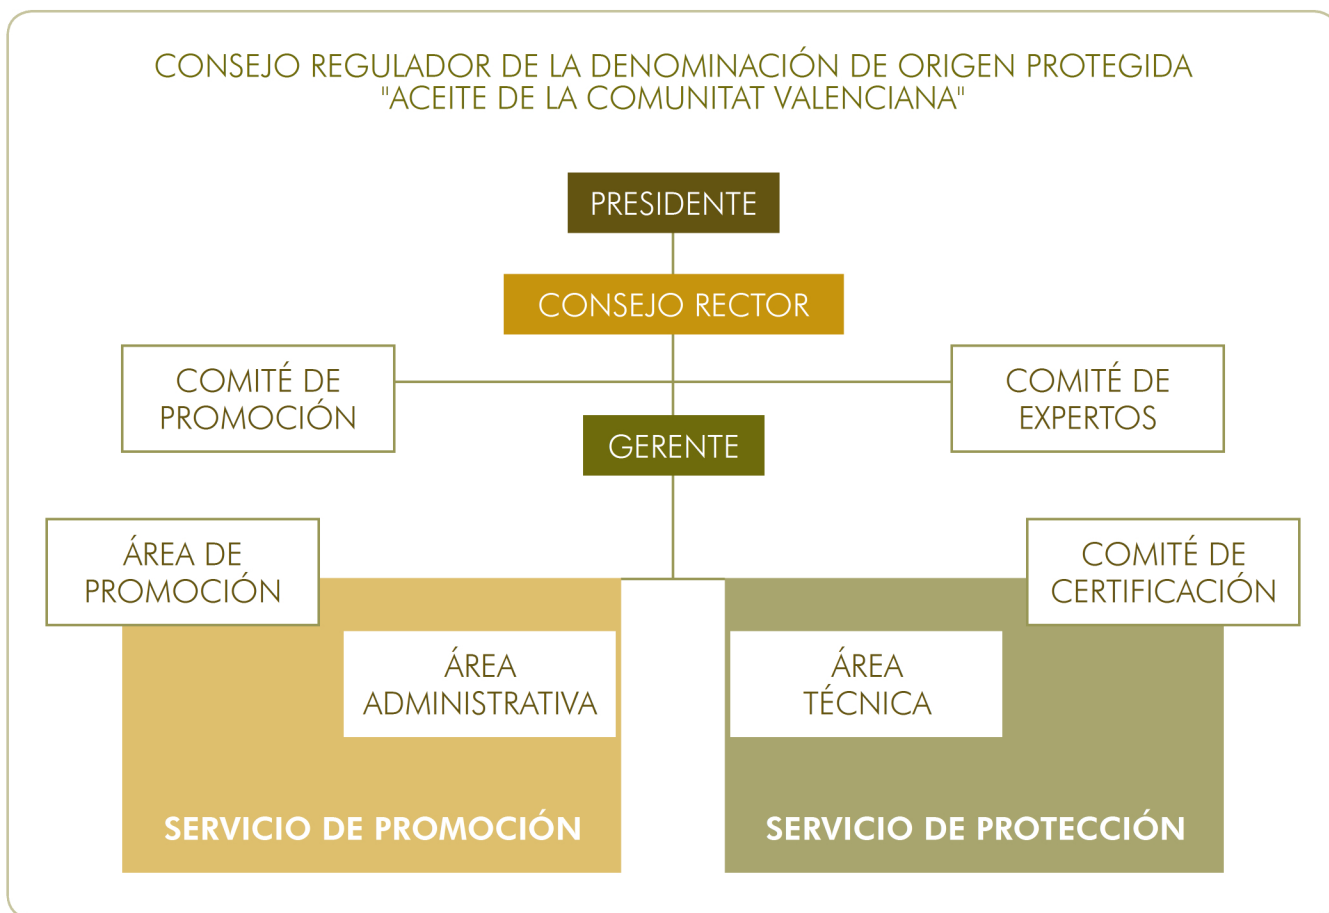 CONSEJO REGULADOR DE LA DENOMINACIÓN DE ORIGEN PROTEGIDA
"ACEITE DE LA COMUNITAT VALENCIANA"
PRESIDENTE
CONSEJO RECTOR
COMITÉ DE
PROMOCIÓN
COMITÉ DE
EXPERTOS
GERENTE
ÁREA DE
PROMOCIÓN
COMITÉ DE
CERTIFICACIÓN
ÁREA
ADMINISTRATIVA
ÁREA
TÉCNICA
SERVICIO DE PROMOCIÓN
SERVICIO DE PROTECCIÓN